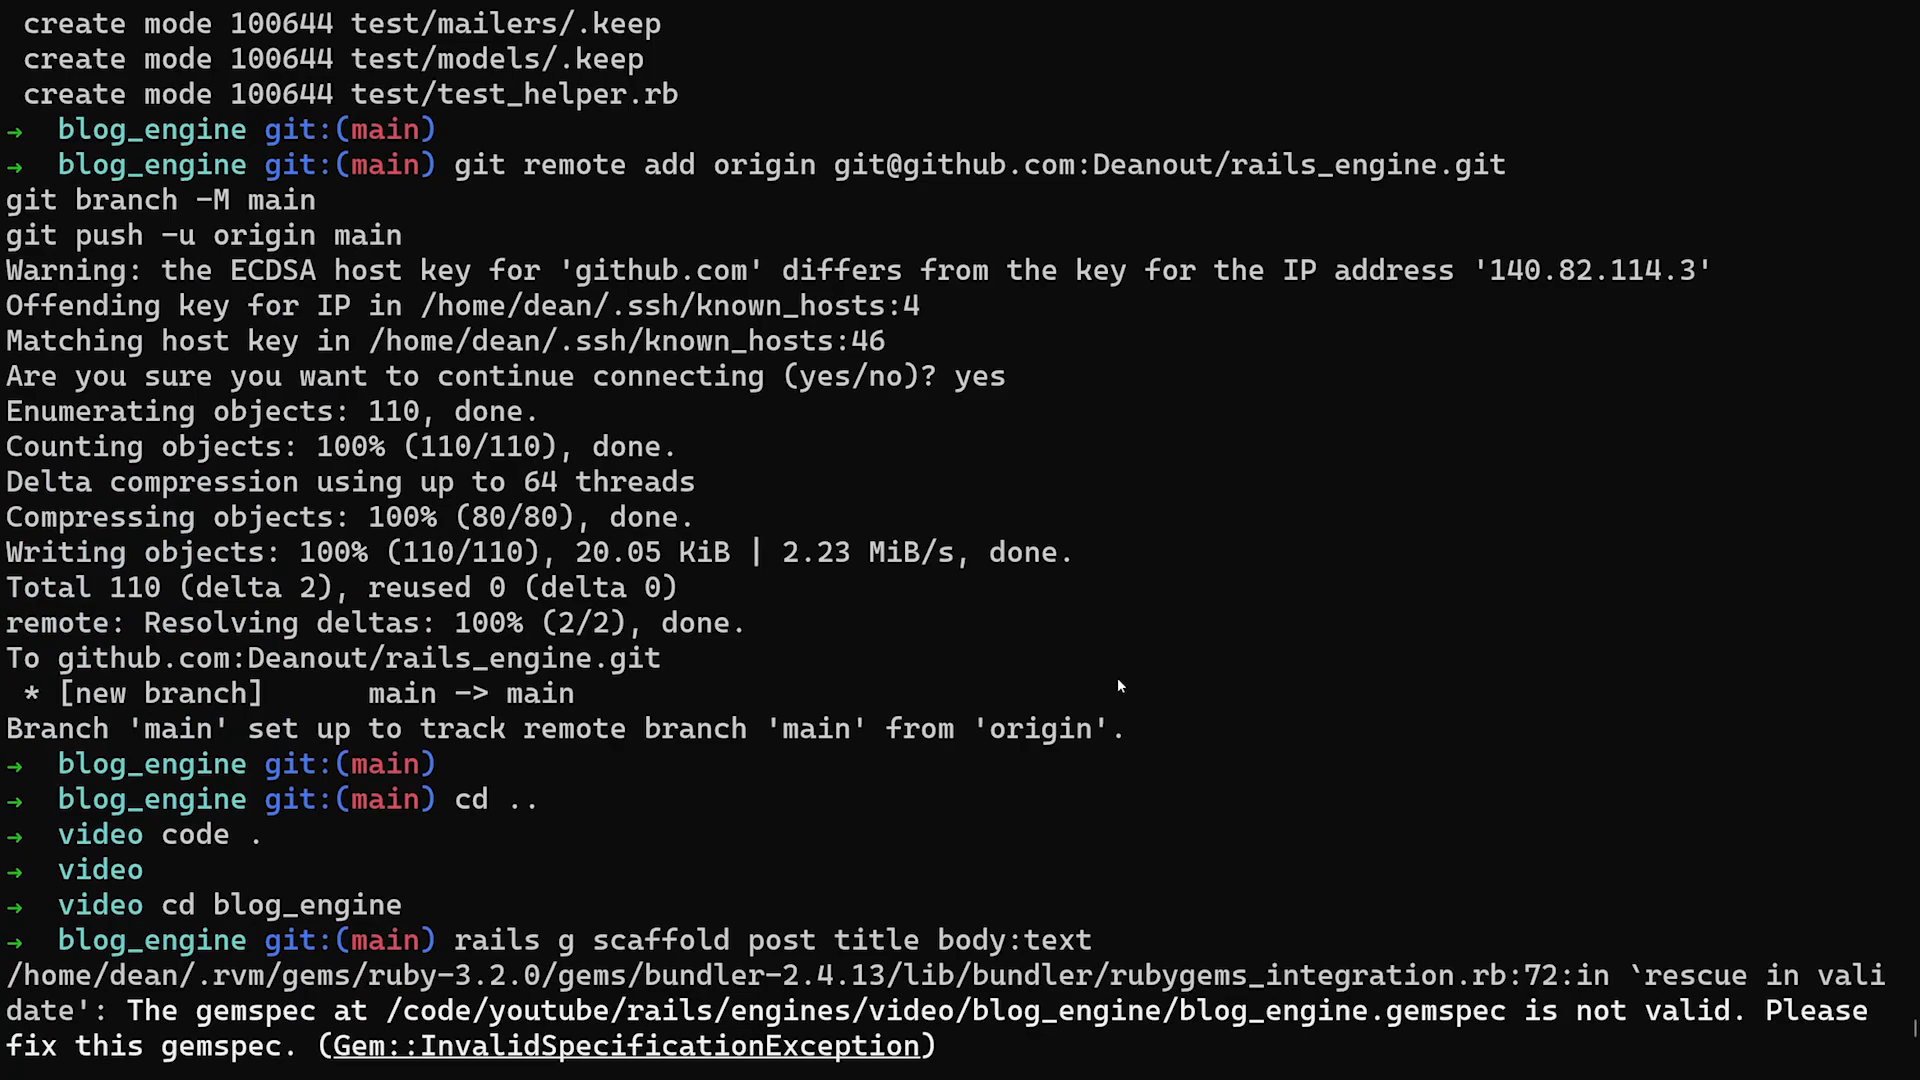 create mode 100644 test/mailers/.keep
create mode 100644 test/models/.keep
create mode 100644 test/test_helper.rb
→ blog_engine git:(main)
→ blog_engine git:(main) git remote add origin git@github.com:Deanout/rails_engine.git
git branch -M main
git push -u origin main
Warning: the ECDSA host key for 'github.com' differs from the key for the IP address '140.82.114.3'
Offending key for IP in /home/dean/.ssh/known_hosts:4
Matching host key in /home/dean/.ssh/known_hosts:46
Are you sure you want to continue connecting (yes/no)? yes
Enumerating objects: 110, done.
Counting objects: 100% (110/110), done.
Delta compression using up to 64 threads
Compressing objects: 100% (80/80), done.
Writing objects: 100% (110/110), 20.05 KiB | 2.23 MiB/s, done.
Total 110 (delta 2), reused 0 (delta 0)
remote: Resolving deltas: 100% (2/2), done.
To github.com:Deanout/rails_engine.git
 * [new branch]      main -> main
Branch 'main' set up to track remote branch 'main' from 'origin'.
→ blog_engine git:(main)
→ blog_engine git:(main) cd ..
→ video code .
→ video
→ video cd blog_engine
→ blog_engine git:(main) rails g scaffold post title body:text
/home/dean/.rvm/gems/ruby-3.2.0/gems/bundler-2.4.13/lib/bundler/rubygems_integration.rb:72:in `rescue in vali
date': The gemspec at /code/youtube/rails/engines/video/blog_engine/blog_engine.gemspec is not valid. Please
fix this gemspec. (Gem::InvalidSpecificationException)